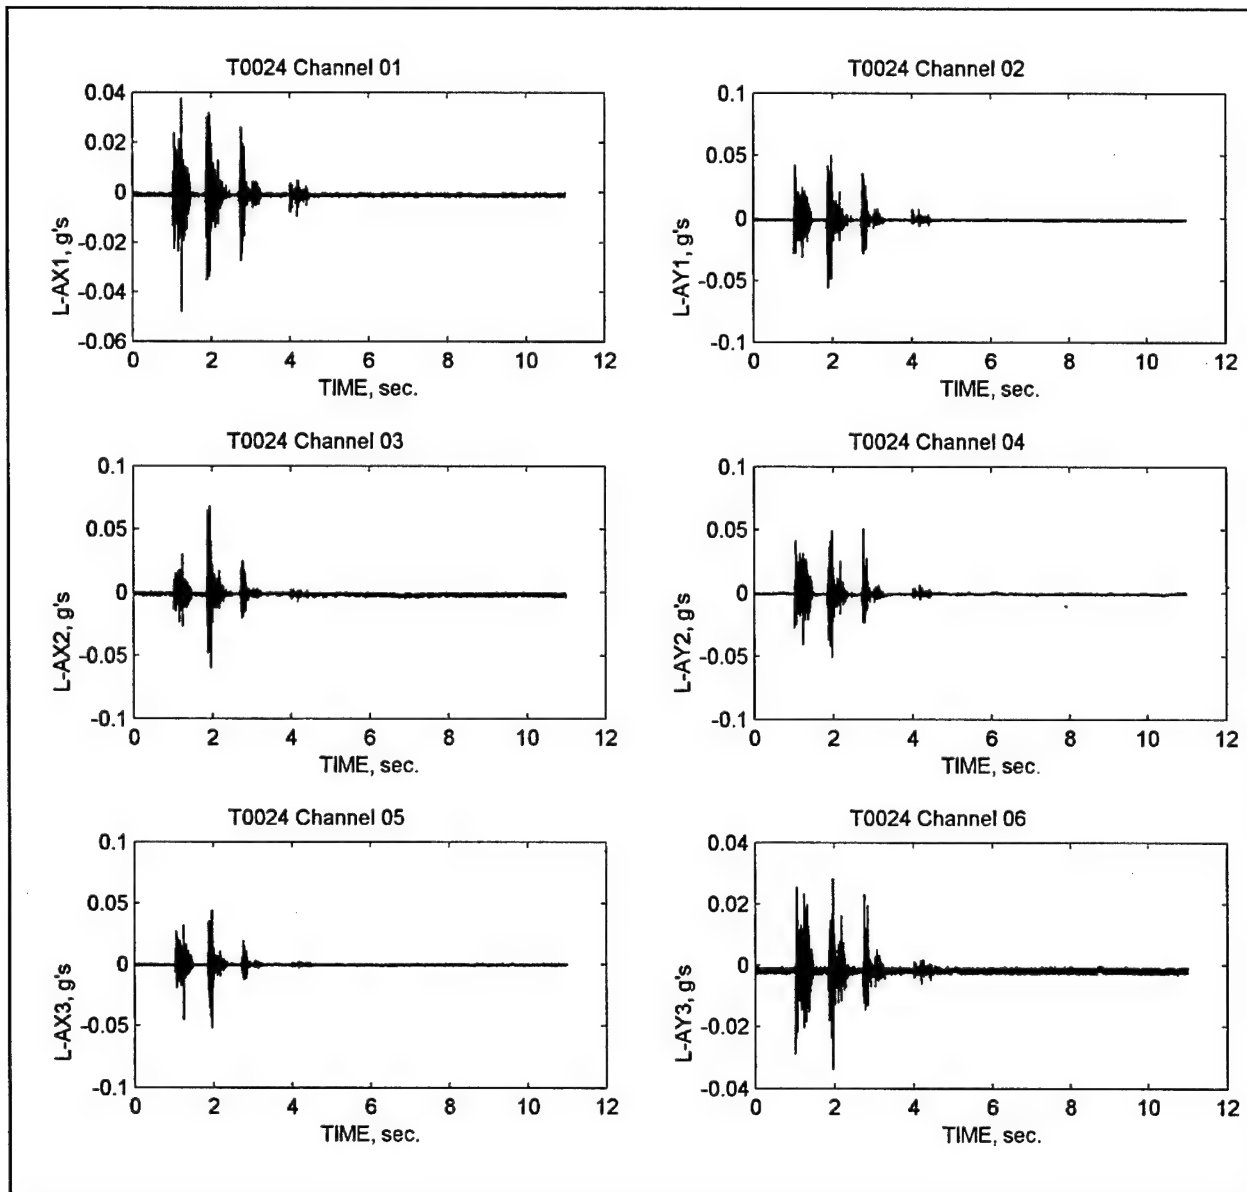 T0024 Channel 01
0.04
0.02
0
-0.02
-0.04
-0.06
L-AX1, g's
0 2 4 6 8 10 12
TIME, sec.
T0024 Channel 02
0.1
0.05
0
-0.05
-0.1
L-AY1, g's
0 2 4 6 8 10 12
TIME, sec.
T0024 Channel 03
0.1
0.05
0
-0.05
-0.1
L-AX2, g's
0 2 4 6 8 10 12
TIME, sec.
T0024 Channel 04
0.1
0.05
0
-0.05
-0.1
L-AY2, g's
0 2 4 6 8 10 12
TIME, sec.
T0024 Channel 05
0.1
0.05
0
-0.05
-0.1
L-AX3, g's
0 2 4 6 8 10 12
TIME, sec.
T0024 Channel 06
0.04
0.02
0
-0.02
-0.04
L-AY3, g's
0 2 4 6 8 10 12
TIME, sec.